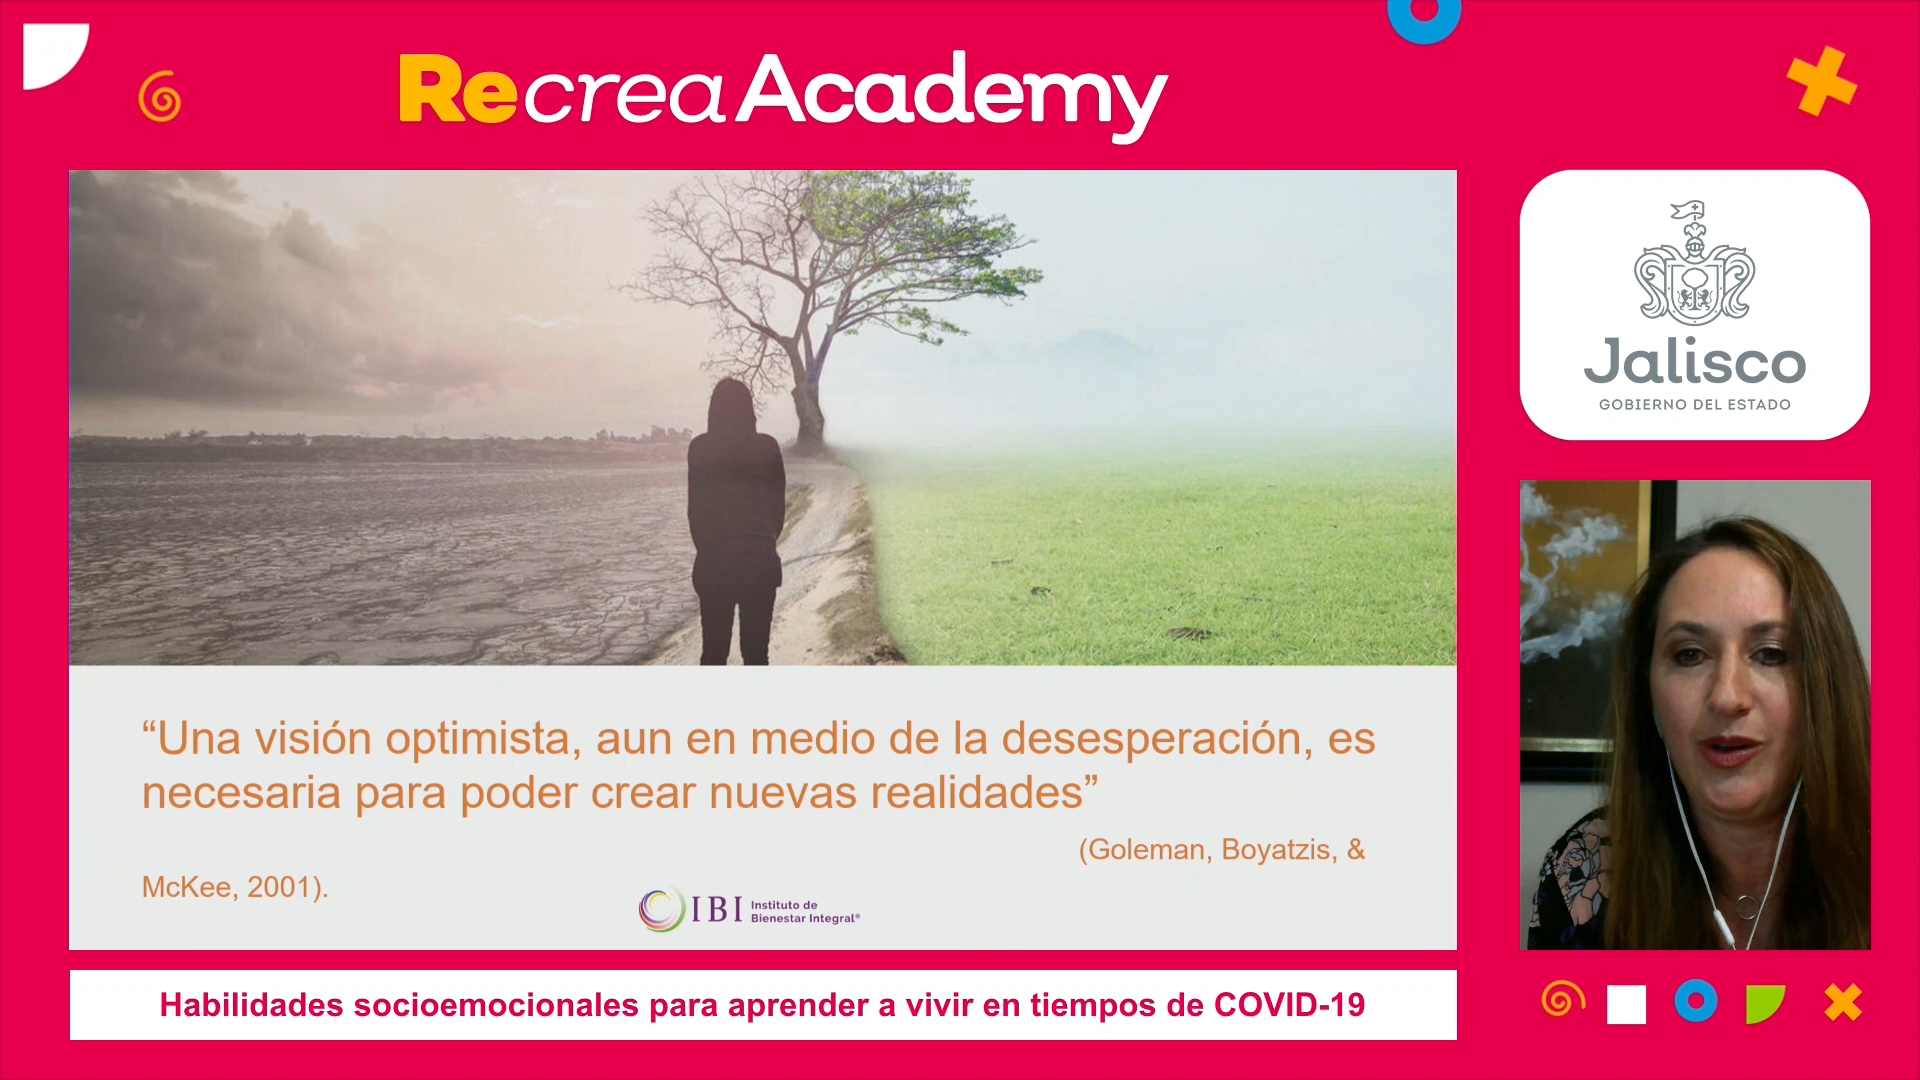 RecreaAcademy
Jalisco
GOBIERNO DEL ESTADO
“Una visión optimista, aun en medio de la desesperación, es
necesaria para poder crear nuevas realidades”
(Goleman, Boyatzis, &
McKee, 2001).
IBI Instituto de
Bienestar Integral®
Habilidades socioemocionales para aprender a vivir en tiempos de COVID-19